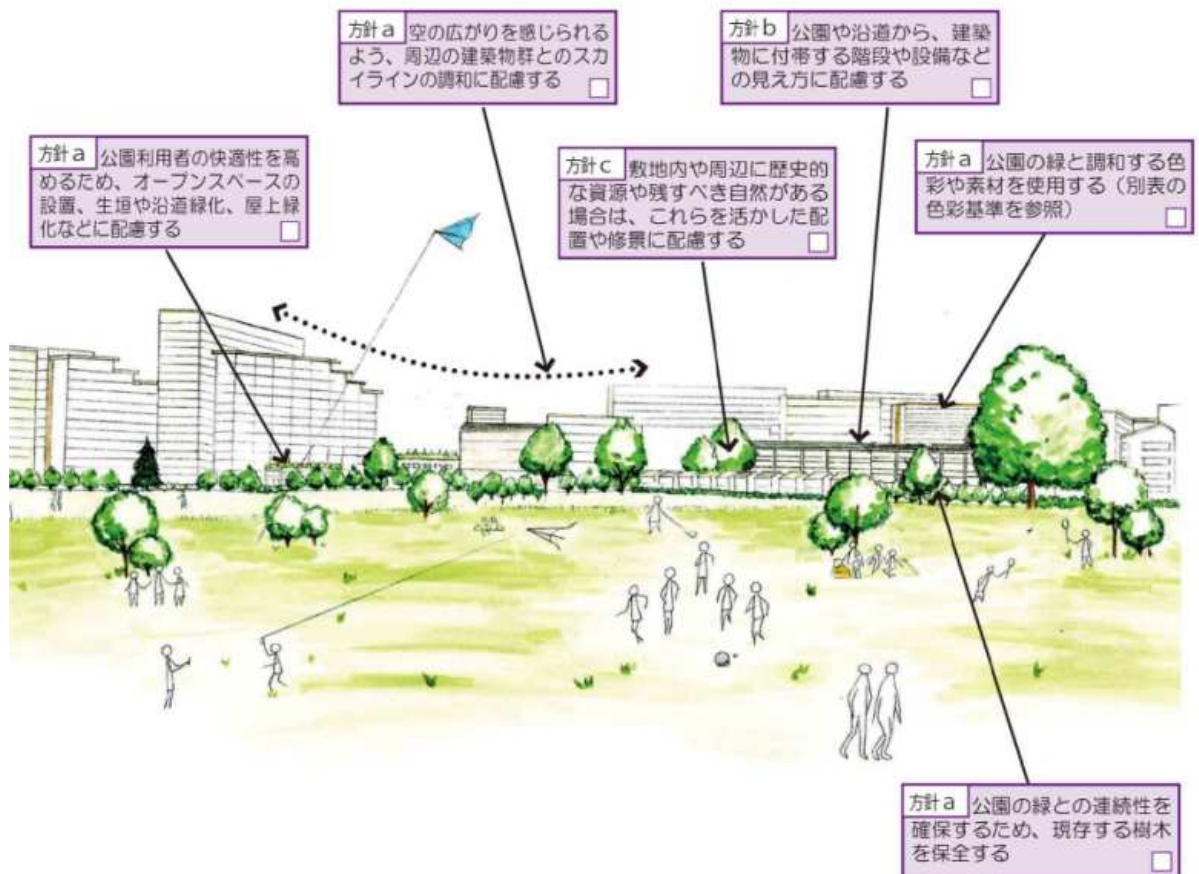 方針a 空の広がりを感じられる
よう、周辺の建築物群とのスカ
イラインの調和に配慮する
方針b 公園や沿道から、建築
物に付帯する階段や設備など
の見え方に配慮する
方針a 公園利用者の快適性を高
めるため、オープンスペースの
設置、生垣や沿道緑化、屋上緑
化などに配慮する
方針c 敷地内や周辺に歴史的
な資源や残すべき自然がある
場合は、これらを活かした配
置や修景に配慮する
方針a 公園の緑と調和する色
彩や素材を使用する（別表の
色彩基準を参照）
方針a 公園の緑との連続性を
確保するため、現存する樹木
を保全する